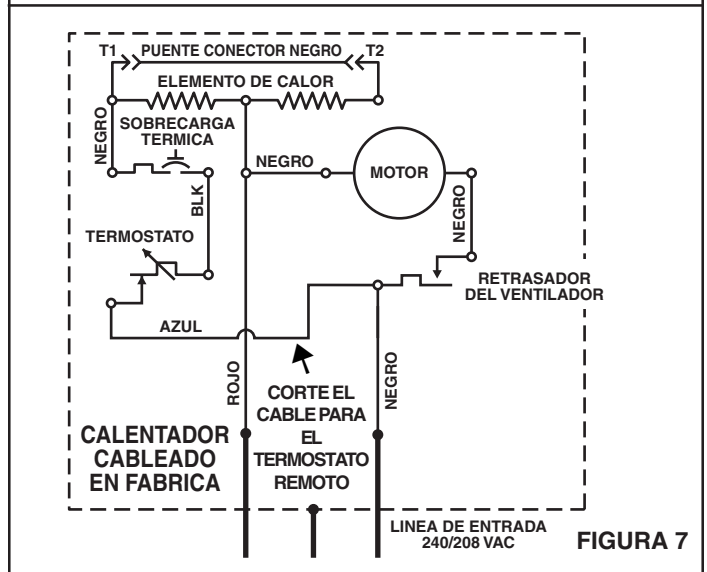 T1 PUENTE CONECTOR NEGRO T2
ELEMENTO DE CALOR
NEGRO
SOBRECARGA
TERMICA
NEGRO
MOTOR
BLK
NEGRO
TERMOSTATO
RETRASADOR
DEL VENTILADOR
AZUL
ROJO
NEGRO
CORTE EL
CABLE PARA
EL
TERMOSTATO
REMOTO
CALENTADOR
CABLEADO
EN FABRICA
LINEA DE ENTRADA
240/208 VAC
FIGURA 7